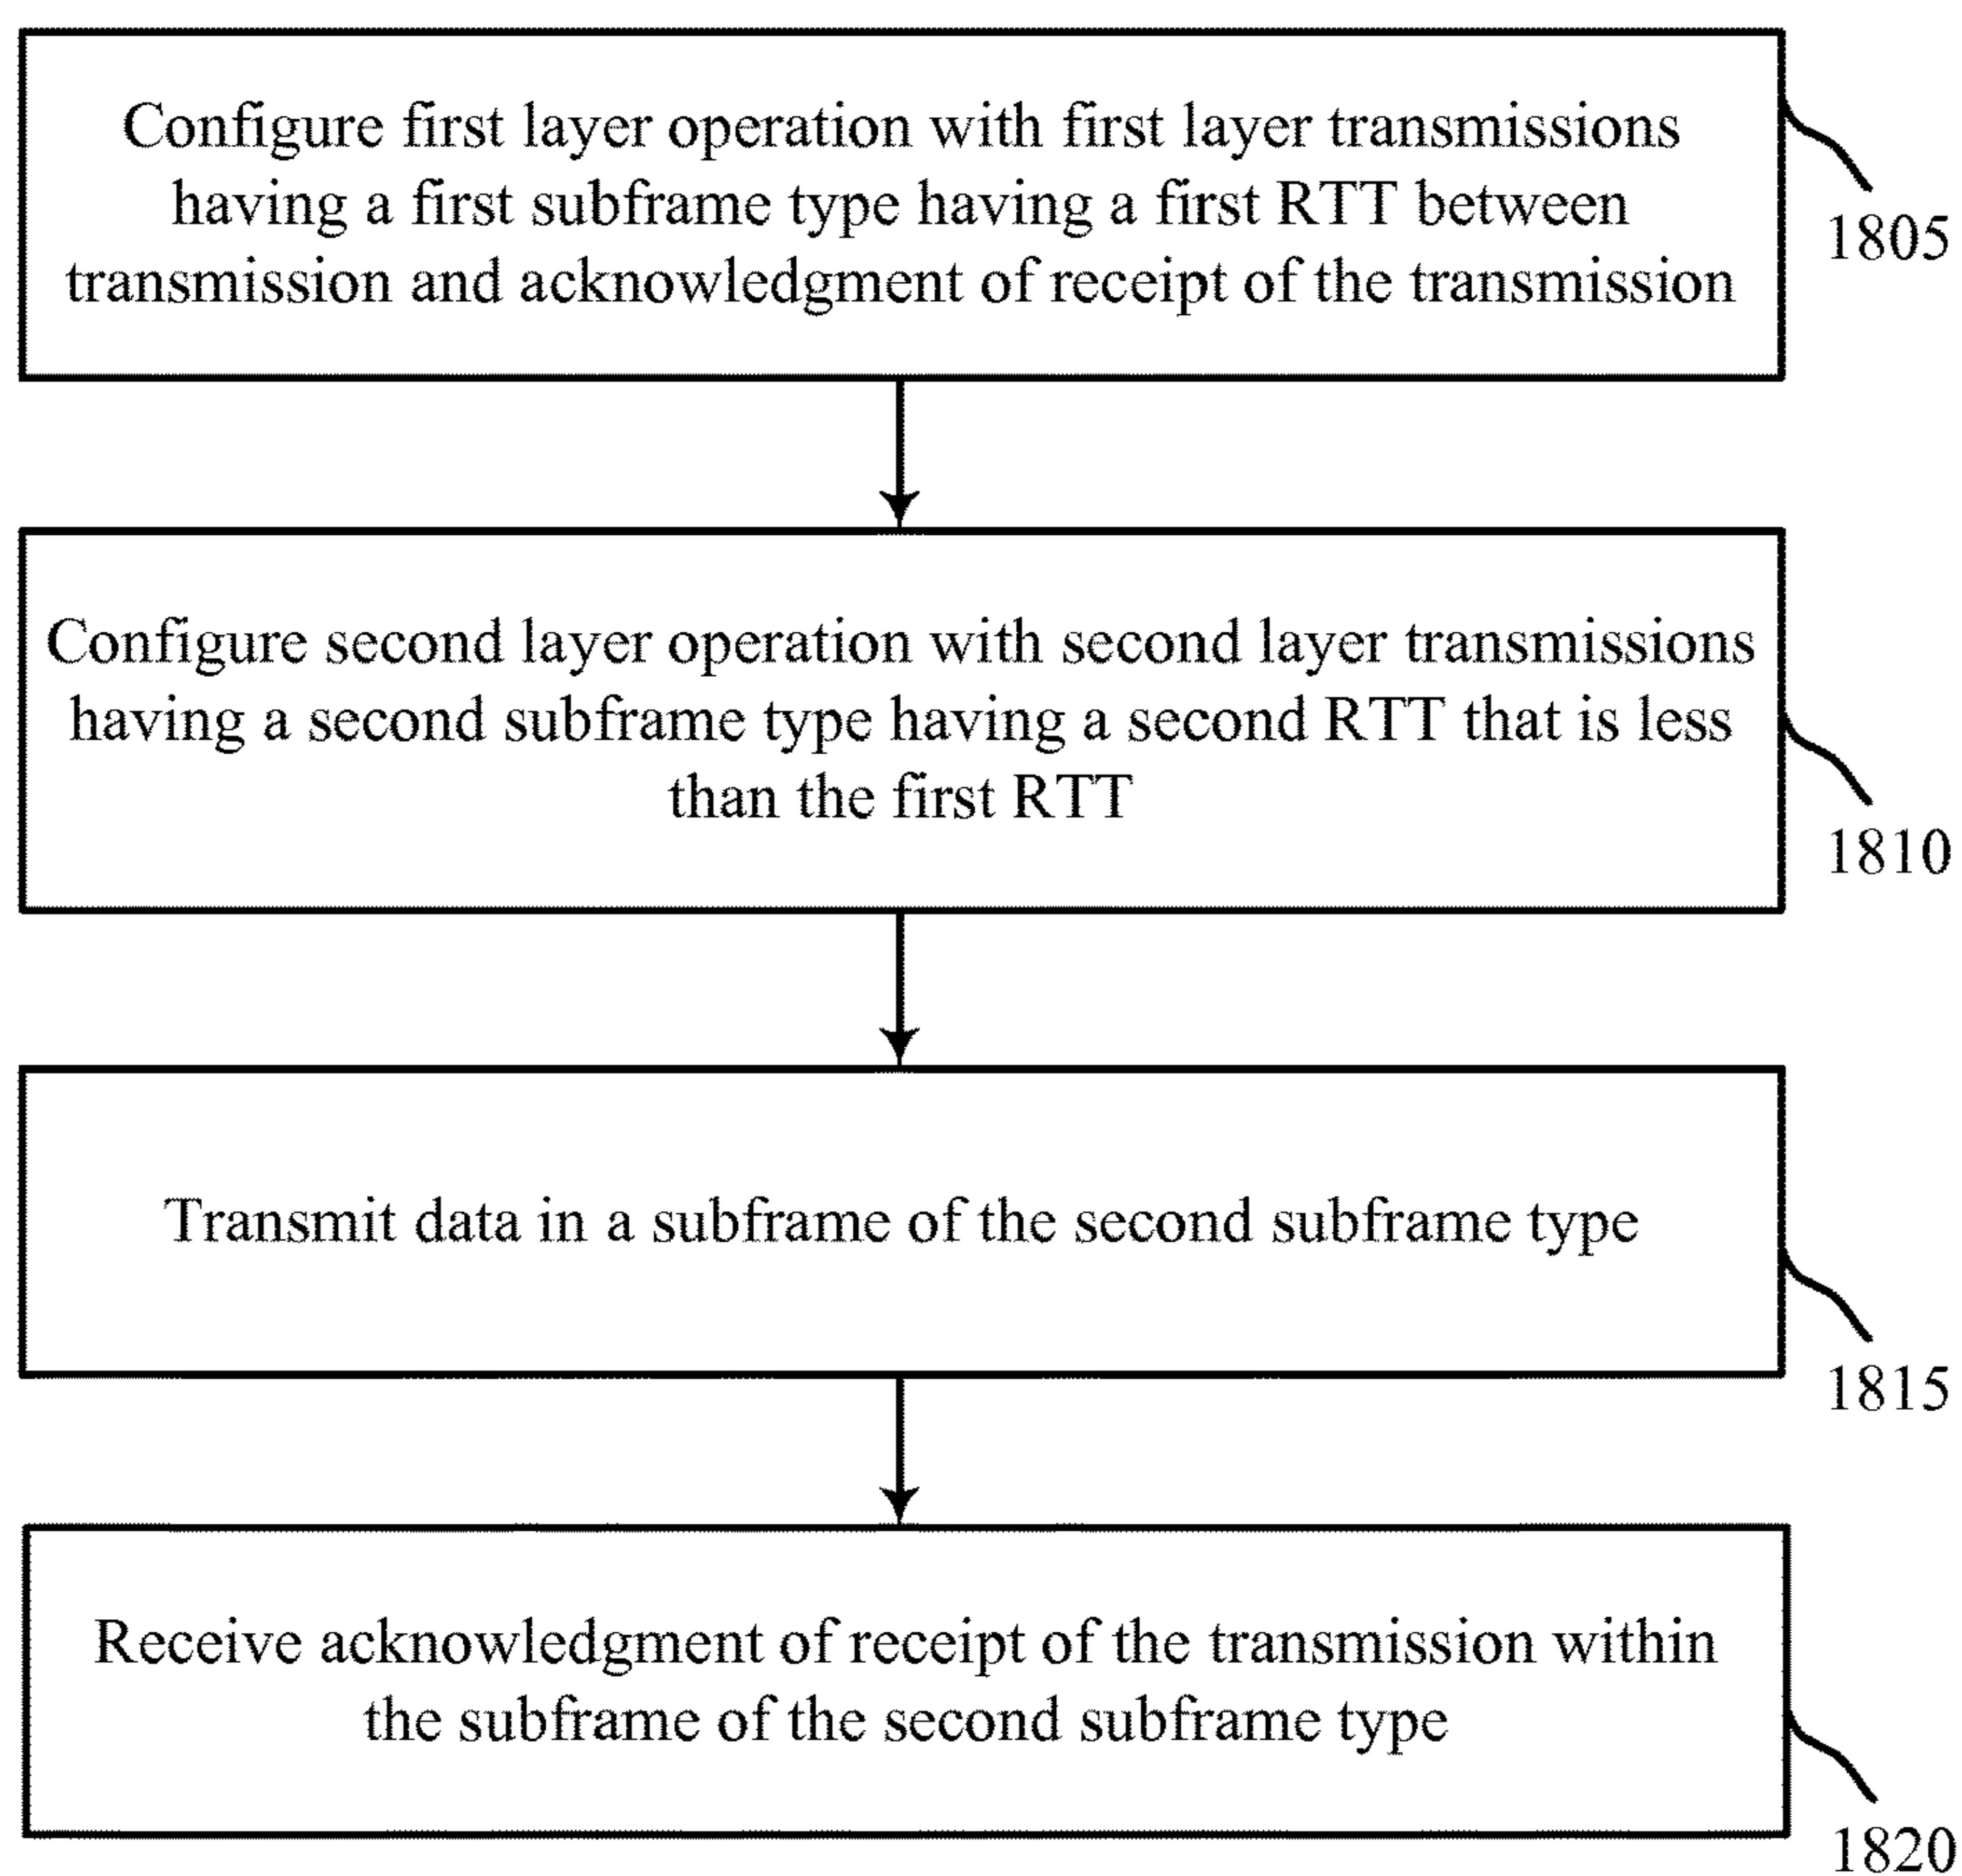 Configure first layer operation with first layer transmissions
having a first subframe type having a first RTT between
transmission and acknowledgment of receipt of the transmission
1805
Configure second layer operation with second layer transmissions
having a second subframe type having a second RTT that is less
than the first RTT
1810
Transmit data in a subframe of the second subframe type
1815
Receive acknowledgment of receipt of the transmission within
the subframe of the second subframe type
1820